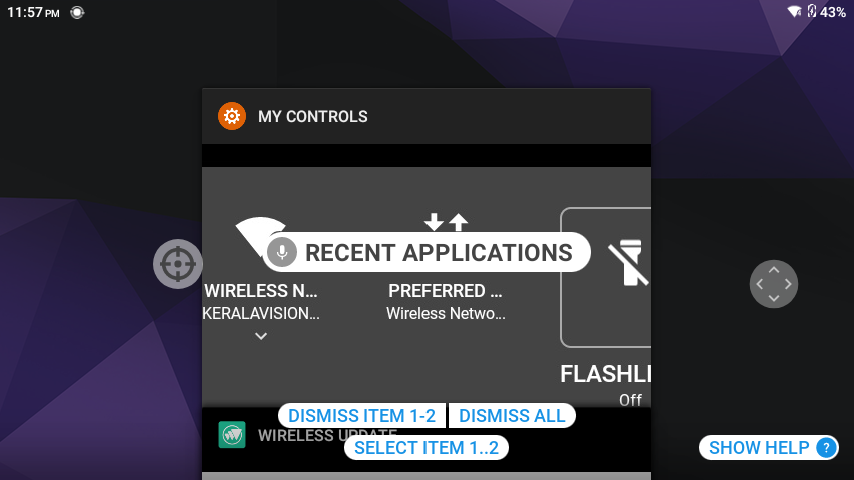 11:57 PM
43%
MY CONTROLS
RECENT APPLICATIONS
WIRELESS N...
PREFERRED ...
KERALAVISION...
Wireless Netwo...
FLASHLI
Off
DISMISS ITEM 1-2
DISMISS ALL
WIRELESS UPDATE
SELECT ITEM 1..2
SHOW HELP ?